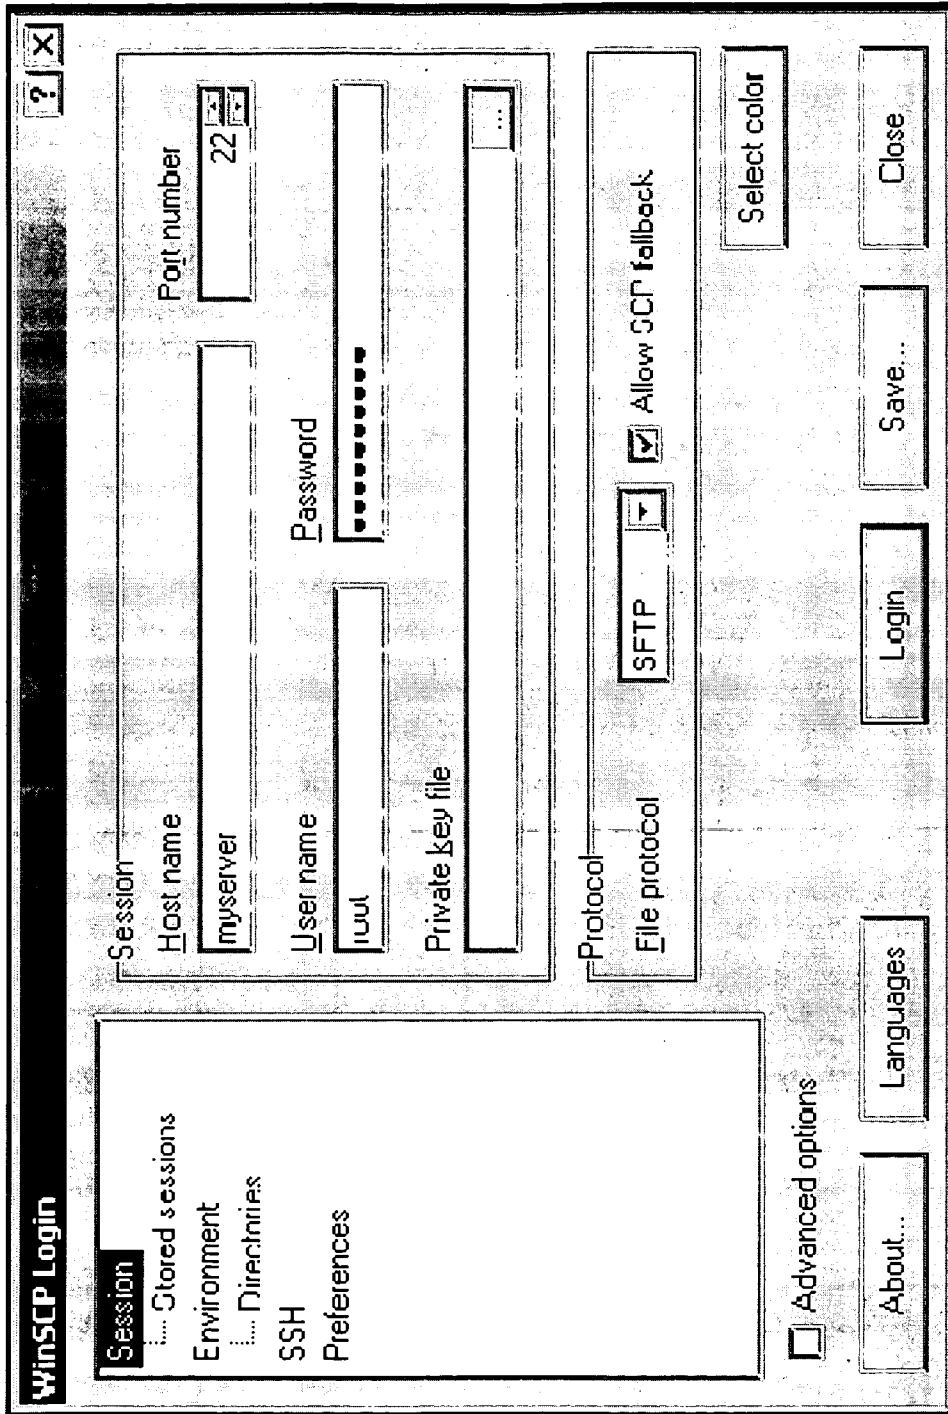 WinSCP Login
Session
Stored sessions
Environment
Directories
SSH
Preferences
Advanced options
Session
Host name
Port number
myserver
22
User name
Password
root
Private key file
...
Protocol
File protocol
SFTP
Allow SCP fallback
Select color
About...
Languages
Login
Save...
Close